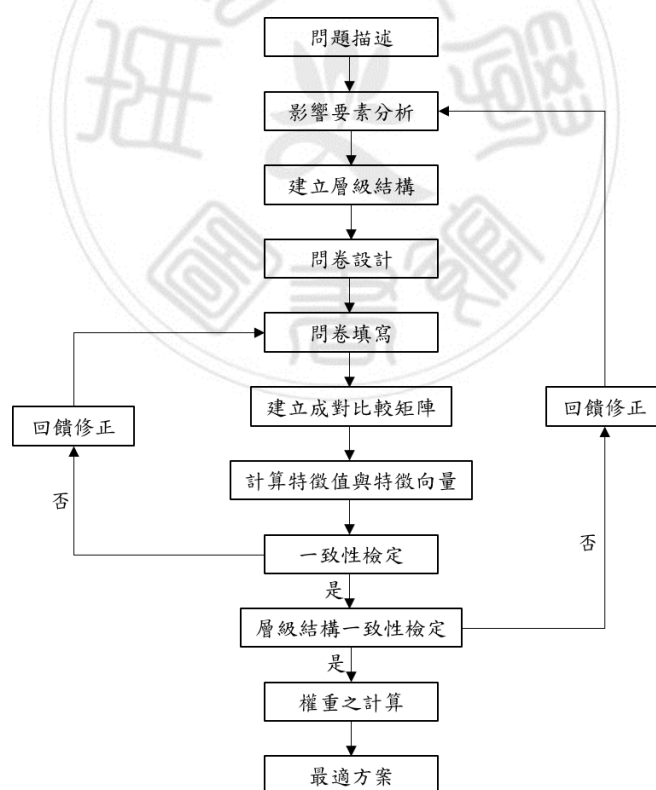 問題描述
影響要素分析
建立層級結構
問卷設計
問卷填寫
建立成對比較矩陣
回饋修正
回饋修正
計算特徵值與特徵向量
否
一致性檢定
否
是
層級結構一致性檢定
是
權重之計算
最適方案